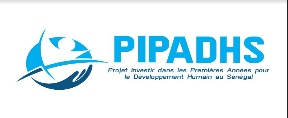 PIPADHS
Projet Investir dans les Premières Années pour
le Développement Humain au Sénégal